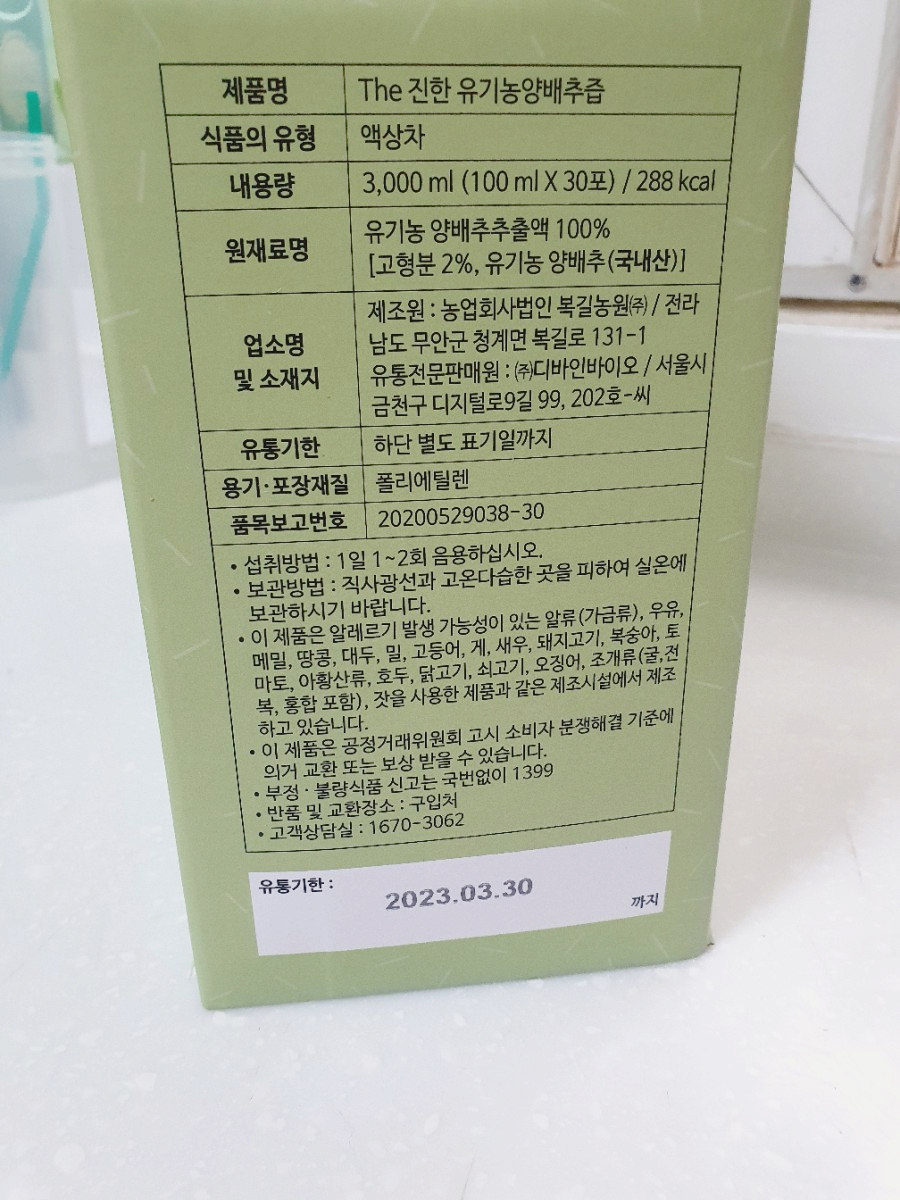 제품명 The 진한 유기농양배추즙
식품의 유형 액상차
내용량 3,000 ml (100 ml X 30포) / 288 kcal
원재료명 유기농 양배추추출액 100%
[고형분 2%, 유기농 양배추(국내산)]
업소명
및 소재지
제조원 : 농업회사법인 복길농원㈜ / 전라
남도 무안군 청계면 복길로 131-1
유통전문판매원 : ㈜디바인바이오 / 서울시
금천구 디지털로9길 99, 202호-씨
유통기한 하단 별도 표기일까지
용기·포장재질 폴리에틸렌
품목보고번호 20200529038-30
• 섭취방법 : 1일 1~2회 음용하십시오.
• 보관방법 : 직사광선과 고온다습한 곳을 피하여 실온에
보관하시기 바랍니다.
• 이 제품은 알레르기 발생 가능성이 있는 알류(가금류), 우유,
메밀, 땅콩, 대두, 밀, 고등어, 게, 새우, 돼지고기, 복숭아, 토
마토, 아황산류, 호두, 닭고기, 쇠고기, 오징어, 조개류(굴,전
복, 홍합 포함), 잣을 사용한 제품과 같은 제조시설에서 제조
하고 있습니다.
• 이 제품은 공정거래위원회 고시 소비자 분쟁해결 기준에
의거 교환 또는 보상 받을 수 있습니다.
• 부정·불량식품 신고는 국번없이 1399
• 반품 및 교환장소 : 구입처
• 고객상담실 : 1670-3062
유통기한 :
2023.03.30
까지